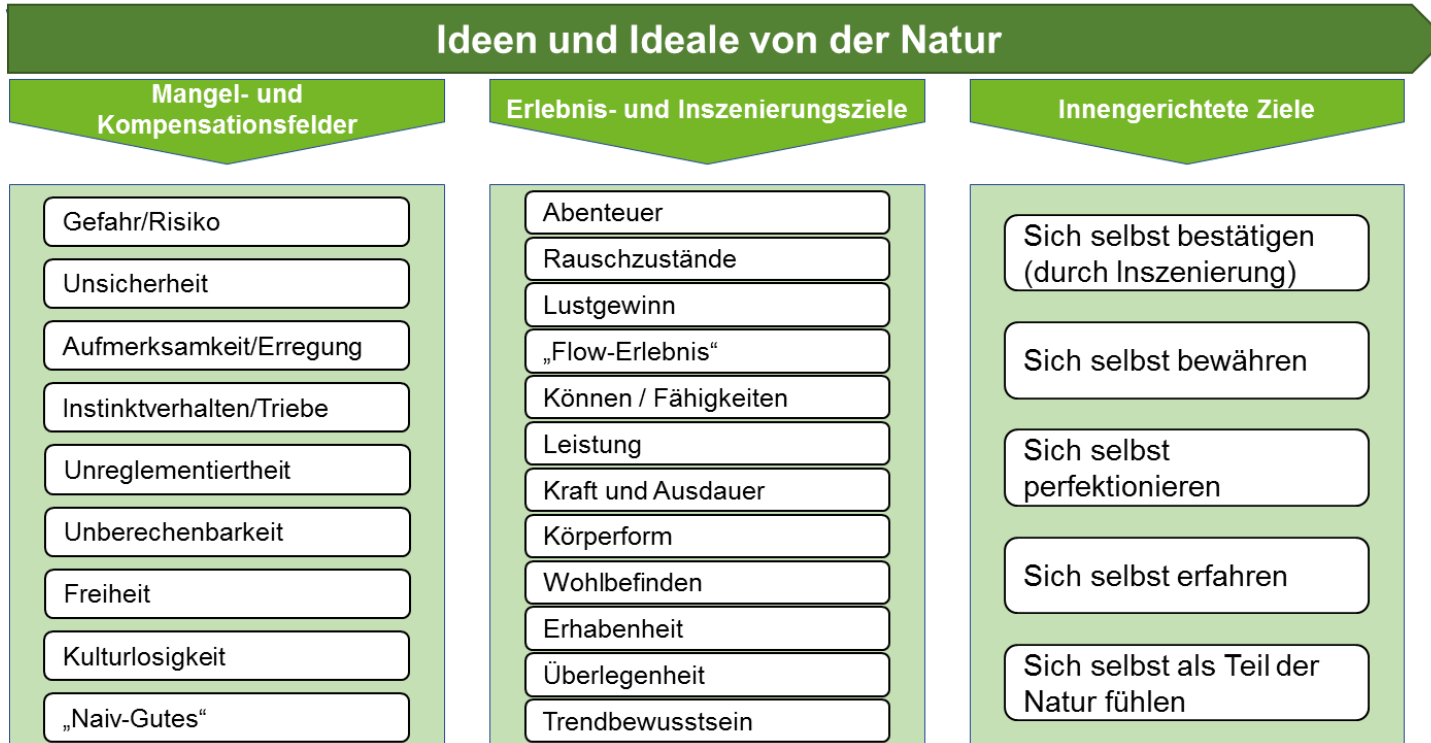 Ideen und Ideale von der Natur
Mangel- und
Kompensationsfelder
Gefahr/Risiko
Unsicherheit
Aufmerksamkeit/Erregung
Instinktverhalten/Triebe
Unreglementiertheit
Unberechenbarkeit
Freiheit
Kulturlosigkeit
„Naiv-Gutes“
Erlebnis- und Inszenierungsziele
Abenteuer
Rauschzustände
Lustgewinn
„Flow-Erlebnis“
Können / Fähigkeiten
Leistung
Kraft und Ausdauer
Körperform
Wohlbefinden
Erhabenheit
Überlegenheit
Trendbewusstsein
Innengerichtete Ziele
Sich selbst bestätigen
(durch Inszenierung)
Sich selbst bewähren
Sich selbst
perfektionieren
Sich selbst erfahren
Sich selbst als Teil der
Natur fühlen